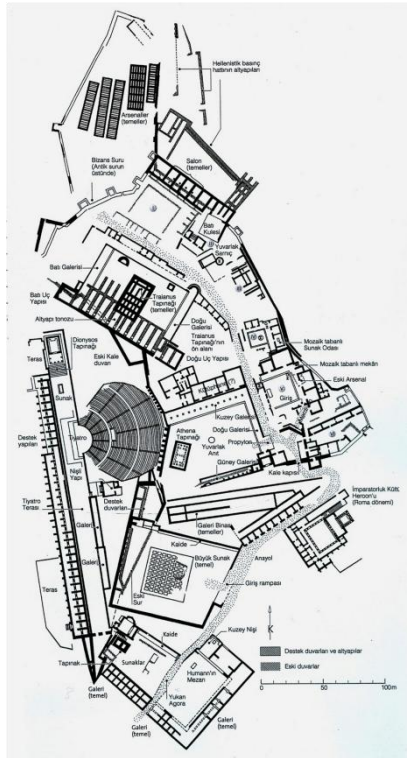 Hellenistik basınç
hattının altyapıları
Arsenaller
(temeller)
Salon
(temeller)
Bizans Suru
(Antik surun
üstünde)
Batı
Kulesi
Yuvarlak
Sarnıç
Batı Galerisi
Batı Uç
Yapısı
Traianus
Tapınağı
(temeller)
Doğu
Galerisi
Altyapı tonozu
Traianus
Tapınağı'nın
ön alanı
Dionysos
Tapınağı
Doğu Uç Yapısı
Mozaik tabanlı
Sunak Odası
Teras
Eski Kale
duvarı
Mozaik tabanlı mekân
Eski Arsenal
Kütüphane (?)
Giriş
Sunak
Kuzey Galerisi
Destek
yapıları
Tiyatro
Athena
Tapınağı
Doğu Galerisi
Yuvarlak
Anıt
Propylon
Nişli
Yapı
Güney Galerisi
Kale kapısı
İmparatorluk Kültü
Heroon'u
(Roma dönemi)
Tiyatro
Terası
Destek
duvarları
Galeri
Galeri Binası
(temeller)
Kaide
Galeri
Büyük Sunak
(temel)
Anayol
Eski
Sur
Giriş rampası
Teras
K
Kaide
Kuzey Nişi
Destek duvarları ve altyapılar
Tapınak
Sunaklar
Eski duvarlar
Humann'ın
Mezarı
0 50 100m
Galeri
(temel)
Yukarı
Agora
Galeri
(temel)
Galeri
(temel)